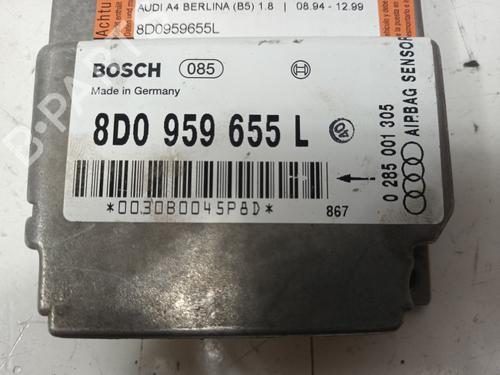 AUDI A4 BERLINA (B5) 1.8 | 08.94 - 12.99
8D0959655L
BOSCH 085
Made in Germany
8D0 959 655 L
*0030B0045P8D*
867
0 285 001 305
AIRBAG SENSOR
B-PARTS